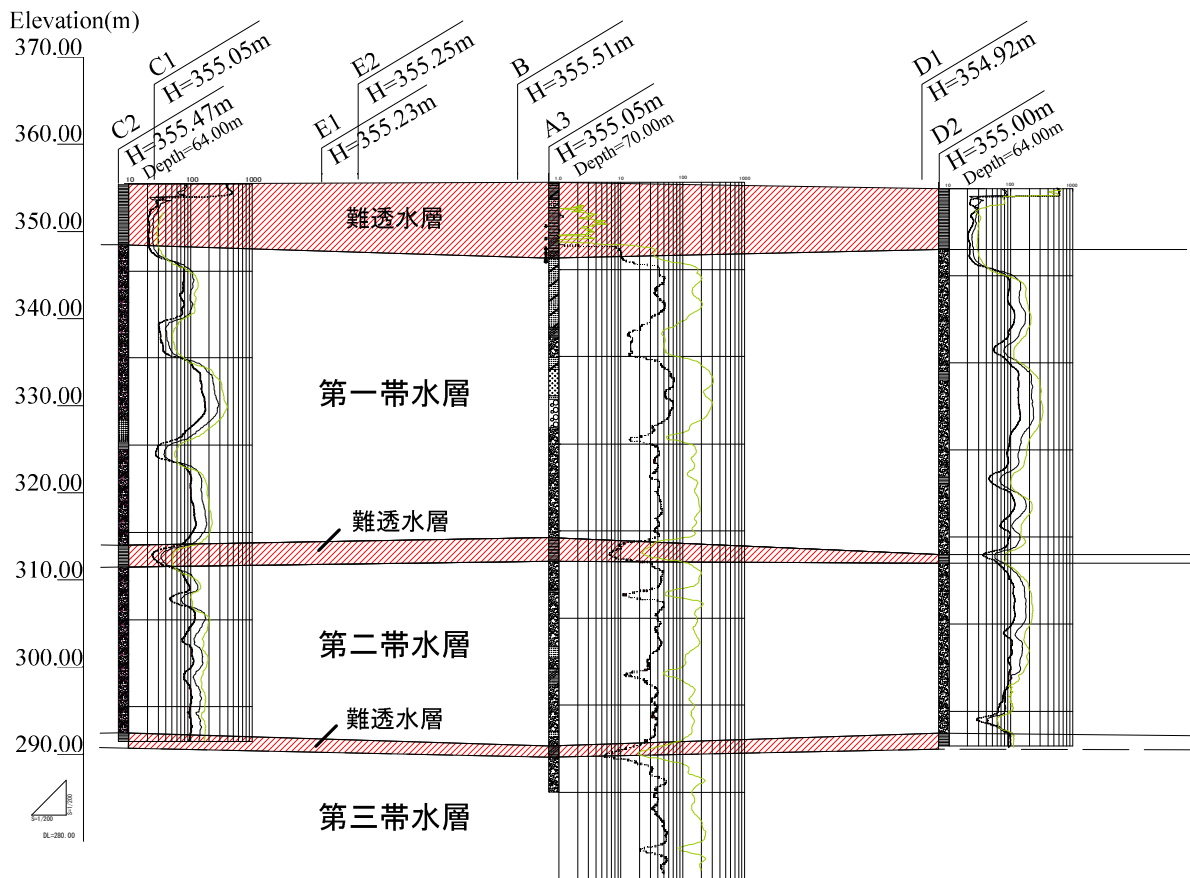 Elevation(m)
370.00
360.00
350.00
340.00
330.00
320.00
310.00
300.00
290.00
C1
H=355.05m
C2
H=355.47m
Depth=64.00m
E2
H=355.25m
E1
H=355.23m
B
H=355.51m
A3
H=355.05m
Depth=70.00m
D1
H=354.92m
D2
H=355.00m
Depth=64.00m
10 100 1000
1.0 10 100 1000
10 100 1000
難透水層
第一帯水層
難透水層
第二帯水層
難透水層
第三帯水層
S=1/200
S=1/200
DL=280.00